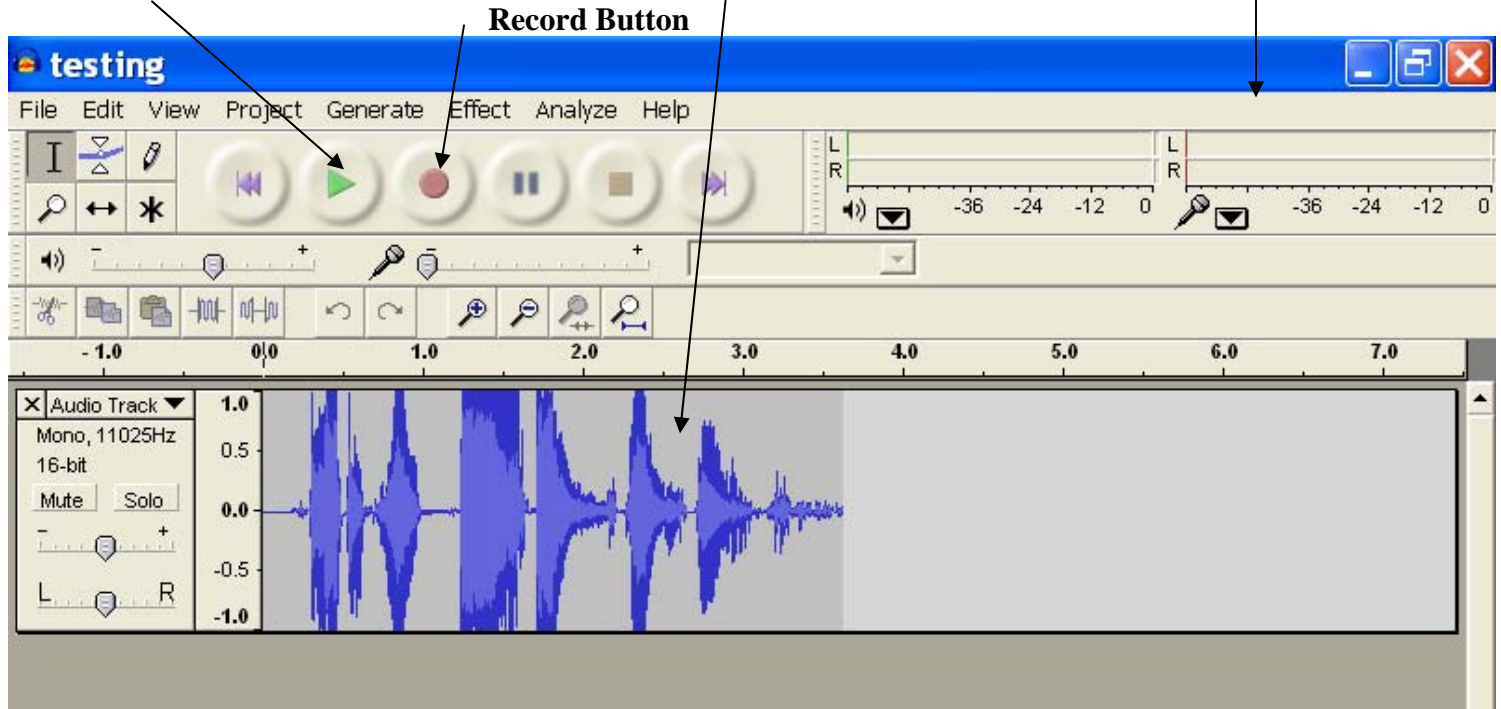 Record Button
testing
File Edit View Project Generate Effect Analyze Help
L
R
L
R
-36 -24 -12 0
-36 -24 -12 0
- +
- +
- 1.0 0.0 1.0 2.0 3.0 4.0 5.0 6.0 7.0
X Audio Track
Mono, 11025Hz
16-bit
Mute Solo
- +
L R
1.0
0.5
0.0
-0.5
-1.0